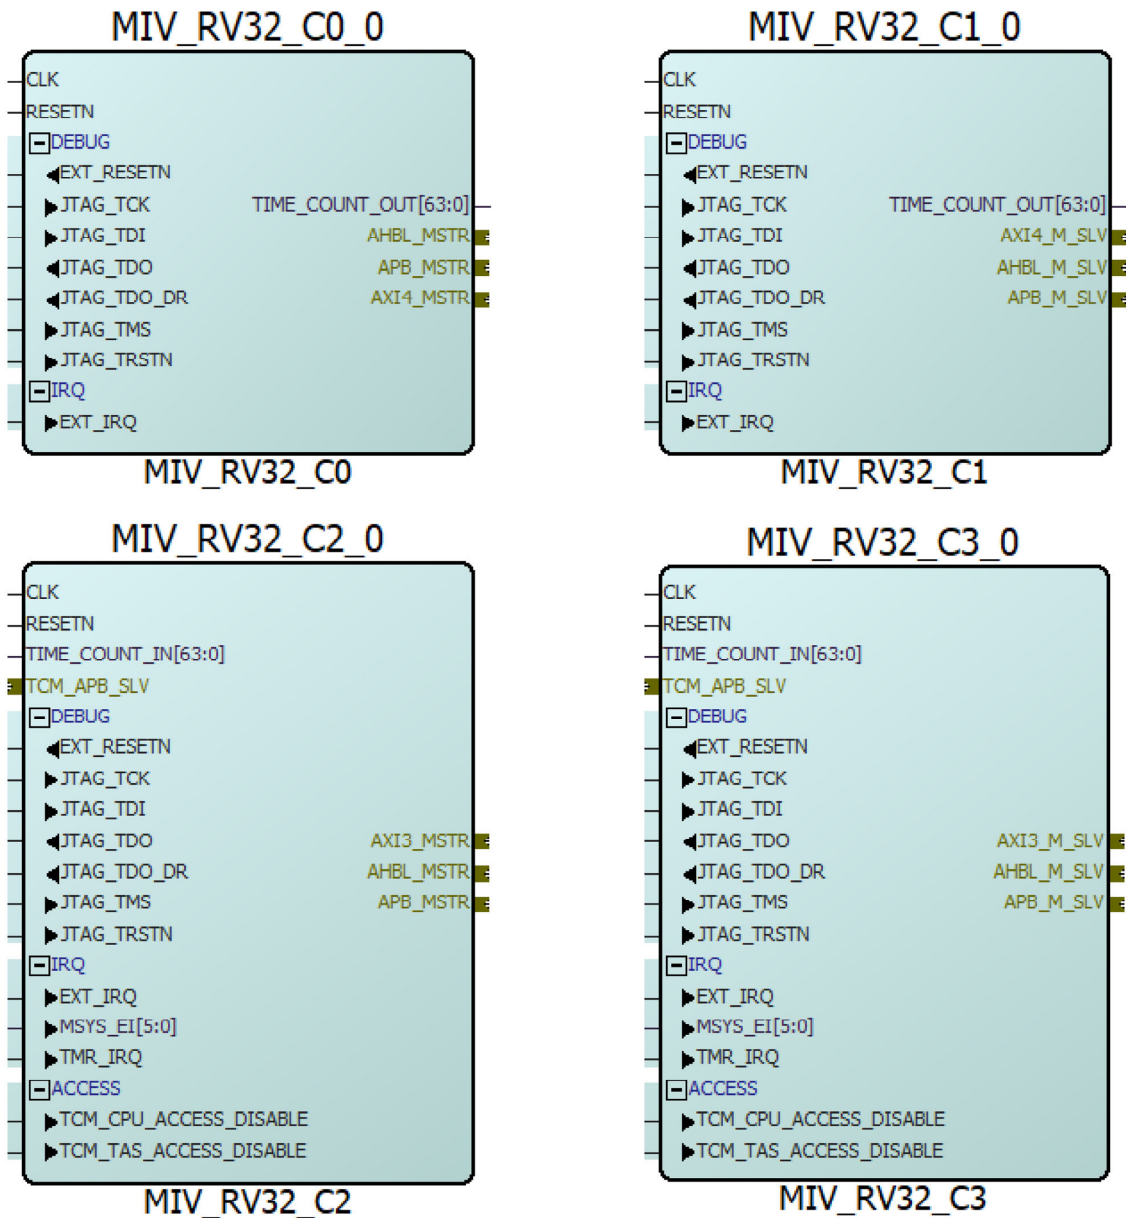 MIV_RV32_C0_0
CLK
RESETN
DEBUG
EXT_RESETN
JTAG_TCK TIME_COUNT_OUT[63:0]
JTAG_TDI AHBL_MSTR
JTAG_TDO APB_MSTR
JTAG_TDO_DR AXI4_MSTR
JTAG_TMS
JTAG_TRSTN
IRQ
EXT_IRQ
MIV_RV32_C0
MIV_RV32_C1_0
CLK
RESETN
DEBUG
EXT_RESETN
JTAG_TCK TIME_COUNT_OUT[63:0]
JTAG_TDI AXI4_M_SLV
JTAG_TDO AHBL_M_SLV
JTAG_TDO_DR APB_M_SLV
JTAG_TMS
JTAG_TRSTN
IRQ
EXT_IRQ
MIV_RV32_C1
MIV_RV32_C2_0
CLK
RESETN
TIME_COUNT_IN[63:0]
TCM_APB_SLV
DEBUG
EXT_RESETN
JTAG_TCK
JTAG_TDI
JTAG_TDO AXI3_MSTR
JTAG_TDO_DR AHBL_MSTR
JTAG_TMS APB_MSTR
JTAG_TRSTN
IRQ
EXT_IRQ
MSYS_EI[5:0]
TMR_IRQ
ACCESS
TCM_CPU_ACCESS_DISABLE
TCM_TAS_ACCESS_DISABLE
MIV_RV32_C2
MIV_RV32_C3_0
CLK
RESETN
TIME_COUNT_IN[63:0]
TCM_APB_SLV
DEBUG
EXT_RESETN
JTAG_TCK
JTAG_TDI
JTAG_TDO AXI3_M_SLV
JTAG_TDO_DR AHBL_M_SLV
JTAG_TMS APB_M_SLV
JTAG_TRSTN
IRQ
EXT_IRQ
MSYS_EI[5:0]
TMR_IRQ
ACCESS
TCM_CPU_ACCESS_DISABLE
TCM_TAS_ACCESS_DISABLE
MIV_RV32_C3